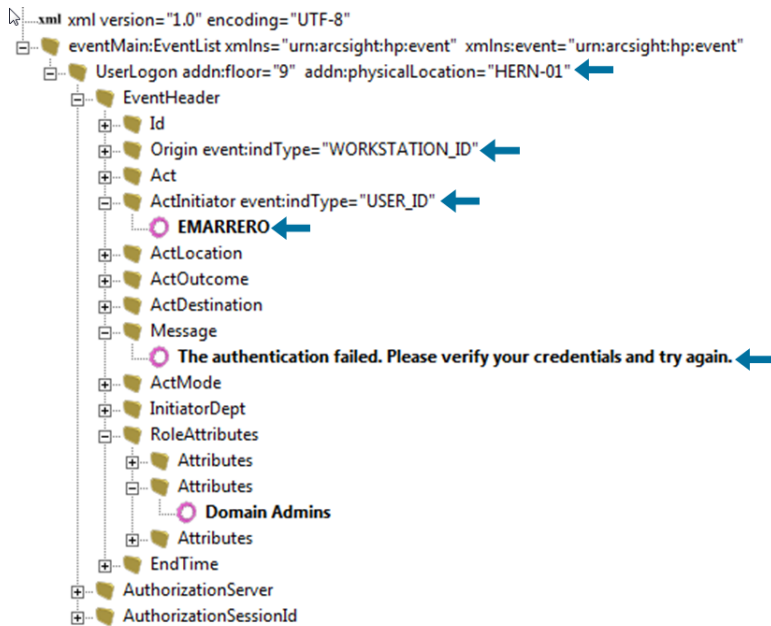 xml xml version="1.0" encoding="UTF-8"
eventMain:EventList xmlns="urn:arcsight:hp:event" xmlns:event="urn:arcsight:hp:event"
UserLogon addn:floor="9" addn:physicalLocation="HERN-01"
EventHeader
Id
Origin event:indType="WORKSTATION_ID"
Act
ActInitiator event:indType="USER_ID"
EMARRERO
ActLocation
ActOutcome
ActDestination
Message
The authentication failed. Please verify your credentials and try again.
ActMode
InitiatorDept
RoleAttributes
Attributes
Attributes
Domain Admins
Attributes
EndTime
AuthorizationServer
AuthorizationSessionId